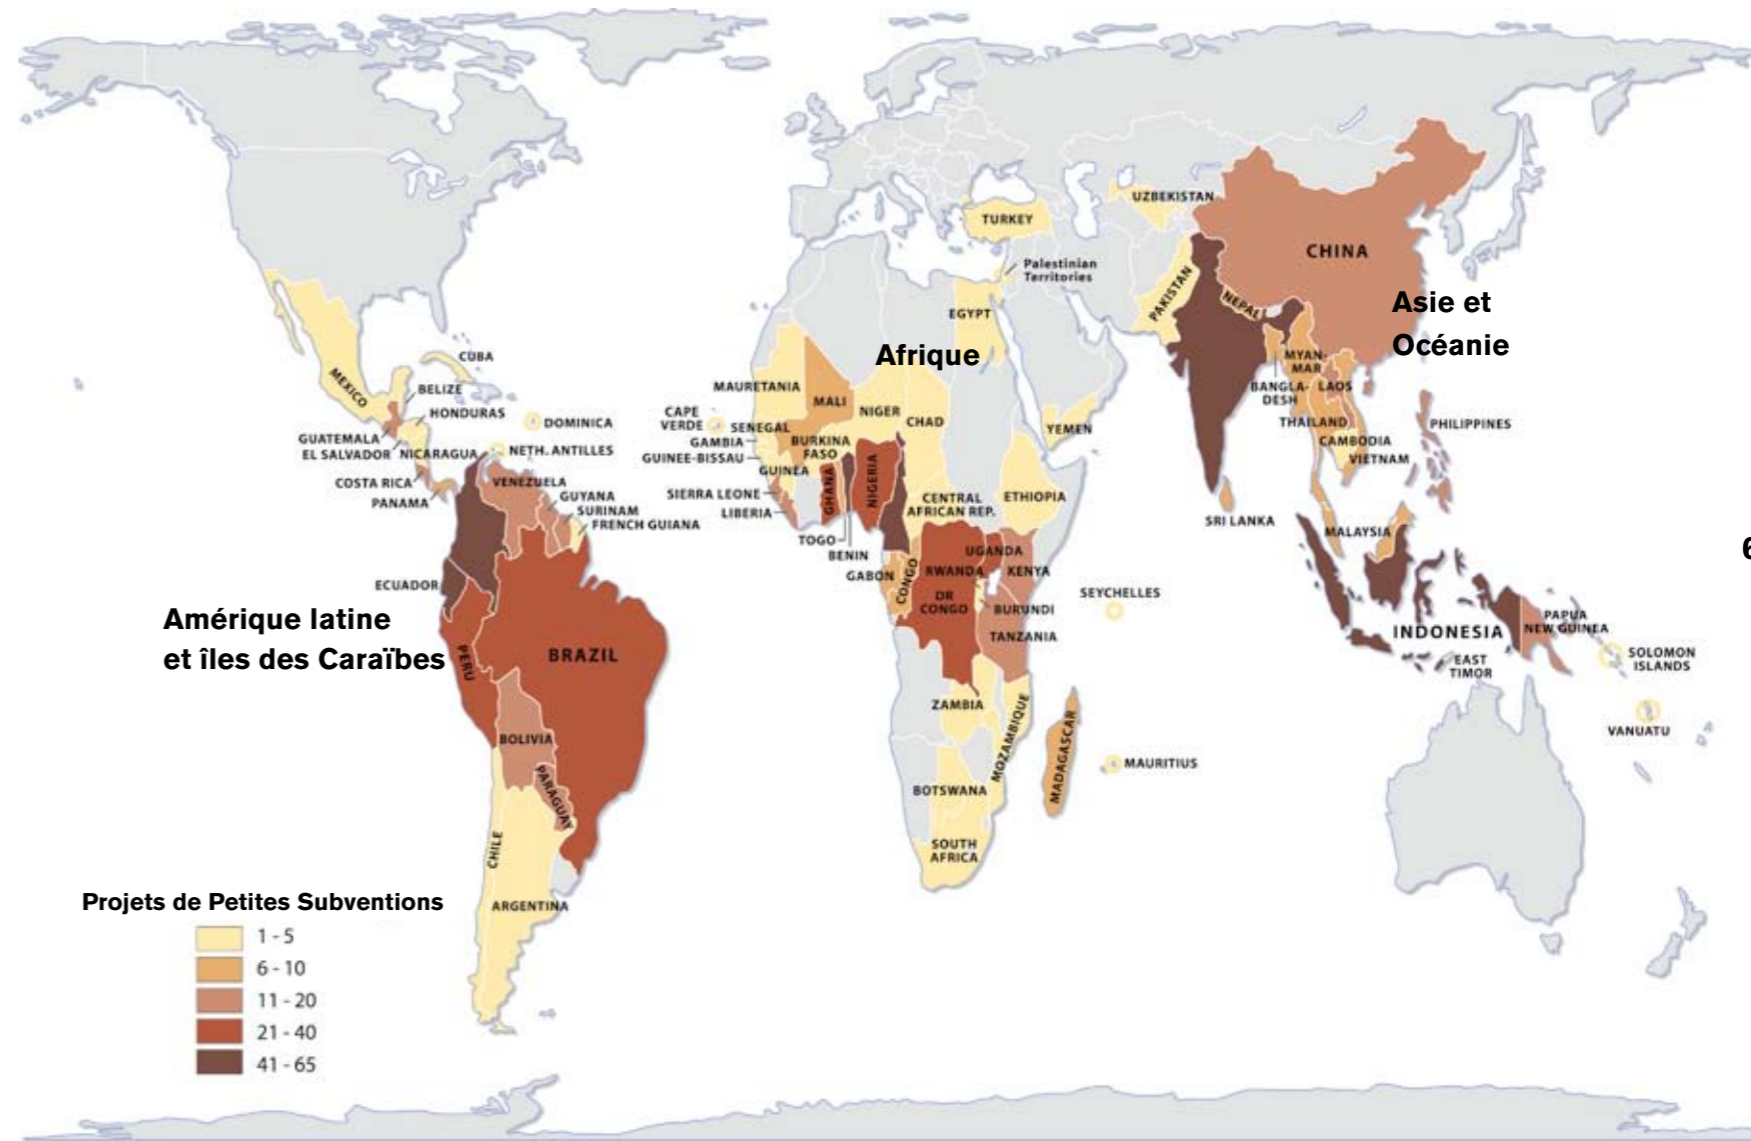 UZBEKISTAN
TURKEY
CHINA
Palestinian
Territories
PAKISTAN
NEPAL
Asie et
Océanie
EGYPT
Afrique
CUBA
MYAN-
MAR
MEXICO
BELIZE
MAURETANIA
BANGLA-
DESH
LAOS
MALI
HONDURAS
NIGER
CAPE
VERDE
DOMINICA
CHAD
SENEGAL
YEMEN
THAILAND
PHILIPPINES
GUATEMALA
GAMBIA
BURKINA
FASO
CAMBODIA
EL SALVADOR
NICARAGUA
NETH. ANTILLES
GUINEE-BISSAU
VIETNAM
GUINEA
COSTA RICA
VENEZUELA
NIGERIA
GHANA
PANAMA
GUYANA
SIERRA LEONE
CENTRAL
AFRICAN REP.
ETHIOPIA
SURINAM
LIBERIA
SRI LANKA
FRENCH GUIANA
MALAYSIA
TOGO
BENIN
UGANDA
6
GABON
CONGO
RWANDA
KENYA
ECUADOR
SEYCHELLES
DR
CONGO
BURUNDI
Amérique latine
et îles des Caraïbes
PAPUA
NEW GUINEA
INDONESIA
TANZANIA
PERU
BRAZIL
SOLOMON
ISLANDS
EAST
TIMOR
ZAMBIA
MOZAMBIQUE
MADAGASCAR
VANUATU
BOLIVIA
MAURITIUS
PARAGUAY
BOTSWANA
CHILE
SOUTH
AFRICA
ARGENTINA
Projets de Petites Subventions
1 - 5
6 - 10
11 - 20
21 - 40
41 - 65